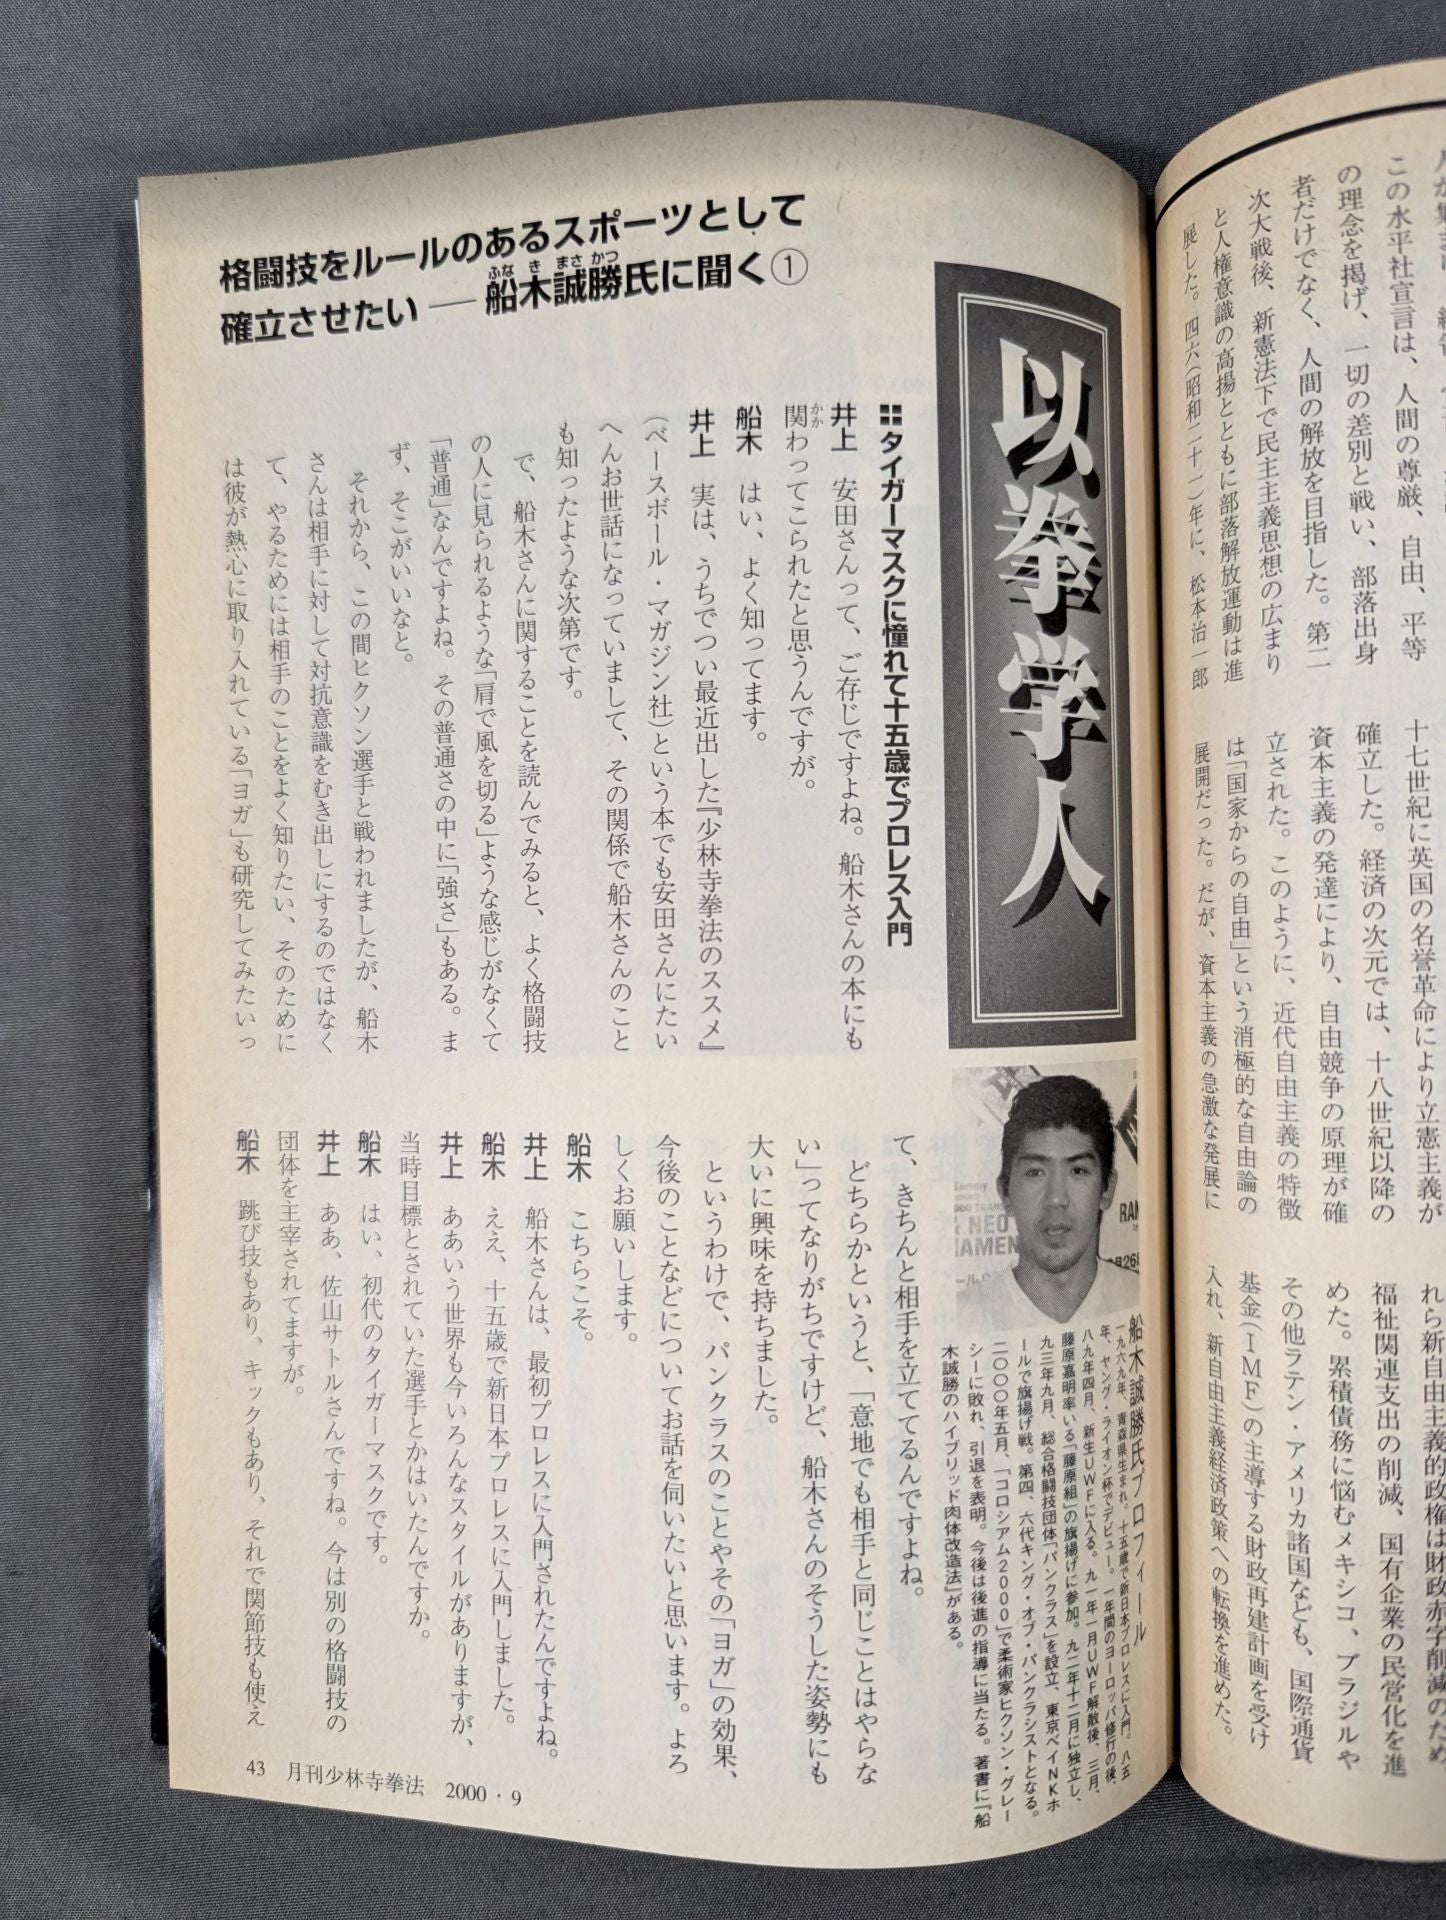 格闘技をルールのあるスポーツとして
確立させたい ― 船木誠勝氏に聞く①
ふな き まさ かつ
以拳学人
タイガーマスクに憧れて十五歳でプロレス入門
井上　安田さんって、ご存じですよね。船木さんの本にも
関わってこられたと思うんですが。
かか
船木　はい、よく知ってます。
井上　実は、うちでつい最近出した『少林寺拳法のススメ』
（ベースボール・マガジン社）という本でも安田さんにたい
へんお世話になっていまして、その関係で船木さんのこと
も知ったような次第です。
　で、船木さんに関することを読んでみると、よく格闘技
の人に見られるような「肩で風を切る」ような感じがなくて
「普通」なんですよね。その普通さの中に「強さ」もある。ま
ず、そこがいいなと。
　それから、この間ヒクソン選手と戦われましたが、船木
さんは相手に対して対抗意識をむき出しにするのではなく
て、やるためには相手のことをよく知りたい、そのために
は彼が熱心に取り入れている「ヨガ」も研究してみたいっ
て、きちんと相手を立ててるんですよね。
　どちらかというと、「意地でも相手と同じことはやらな
い」ってなりがちですけど、船木さんのそうした姿勢にも
大いに興味を持ちました。
　というわけで、パンクラスのことやその「ヨガ」の効果、
今後のことなどについてお話を伺いたいと思います。よろ
しくお願いします。
船木　こちらこそ。
井上　船木さんは、最初プロレスに入門されたんですよね。
船木　ええ、十五歳で新日本プロレスに入門しました。
井上　ああいう世界も今いろんなスタイルがありますが、
当時目標とされていた選手とかはいたんですか。
船木　はい、初代のタイガーマスクです。
井上　ああ、佐山サトルさんですね。今は別の格闘技の
団体を主宰されてますが。
船木　跳び技もあり、キックもあり、それで関節技も使え
船木誠勝氏プロフィール
一九六九年、青森県生まれ。十五歳で新日本プロレスに入門。八五
年、ヤング・ライオン杯でデビュー。一年間のヨーロッパ修行の後、
八九年四月、新生UWFに入る。九一年一月UWF解散後、三月、
藤原嘉明率いる「藤原組」の旗揚げに参加。九二年十二月に独立し、
九三年九月、総合格闘技団体「パンクラス」を設立、東京ベイNKホ
ールで旗揚げ戦。第四、六代キング・オブ・パンクラシストとなる。
二〇〇〇年五月、「コロシアム2000」で柔術家ヒクソン・グレー
シーに敗れ、引退を表明。今後は後進の指導に当たる。著書に『船
木誠勝のハイブリッド肉体改造法』がある。
43　月刊少林寺拳法　2000・9
この水平社宣言は、人間の尊厳、自由、平等
の理念を掲げ、一切の差別と戦い、部落出身
者だけでなく、人間の解放を目指した。第二
次大戦後、新憲法下で民主主義思想の広まり
と人権意識の高揚とともに部落解放運動は進
展した。四六（昭和二十一）年に、松本治一郎
十七世紀に英国の名誉革命により立憲主義が
確立した。経済の次元では、十八世紀以降の
資本主義の発達により、自由競争の原理が確
立された。このように、近代自由主義の特徴
は「国家からの自由」という消極的な自由論の
展開だった。だが、資本主義の急激な発展に
れら新自由主義的政権は財政赤字削減のため
福祉関連支出の削減、国有企業の民営化を進
めた。累積債務に悩むメキシコ、ブラジルや
その他ラテン・アメリカ諸国なども、国際通貨
基金（IMF）の主導する財政再建計画を受け
入れ、新自由主義経済政策への転換を進めた。